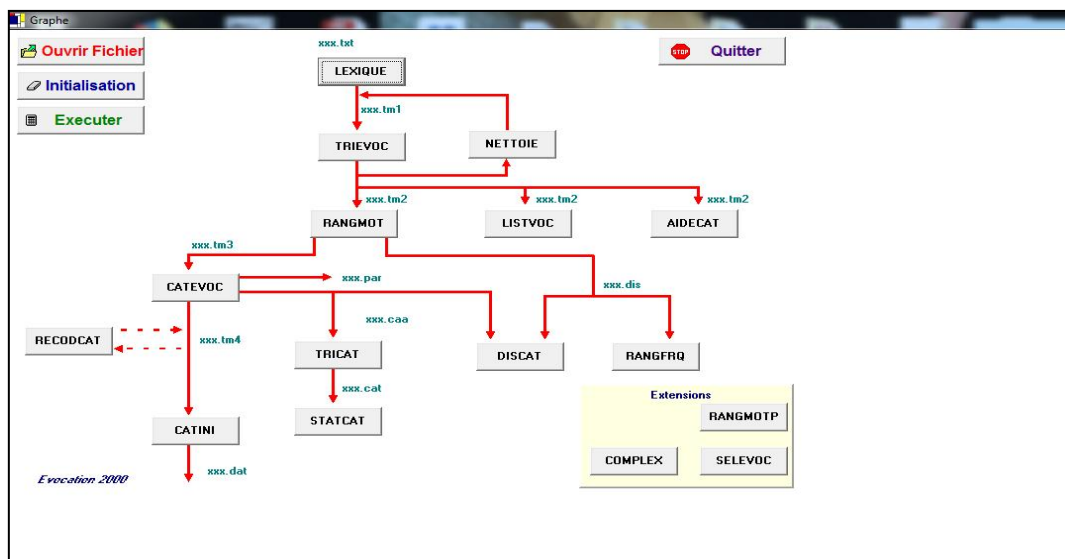 Graphe
Ouvrir Fichier
Initialisation
Executer
Quitter
xxx.txt
LEXIQUE
xxx.tm1
TRIEVOC
NETTOIE
xxx.tm2
xxx.tm2
xxx.tm2
RANGMOT
LISTVOC
AIDECAT
xxx.tm3
CATEVOC
xxx.par
xxx.dis
xxx.caa
RECODCAT
xxx.tm4
TRICAT
DISCAT
RANGFRQ
xxx.cat
STATCAT
CATINI
xxx.dat
Extensions
RANGMOTP
COMPLEX
SELEVOC
Evocation 2000
STOP